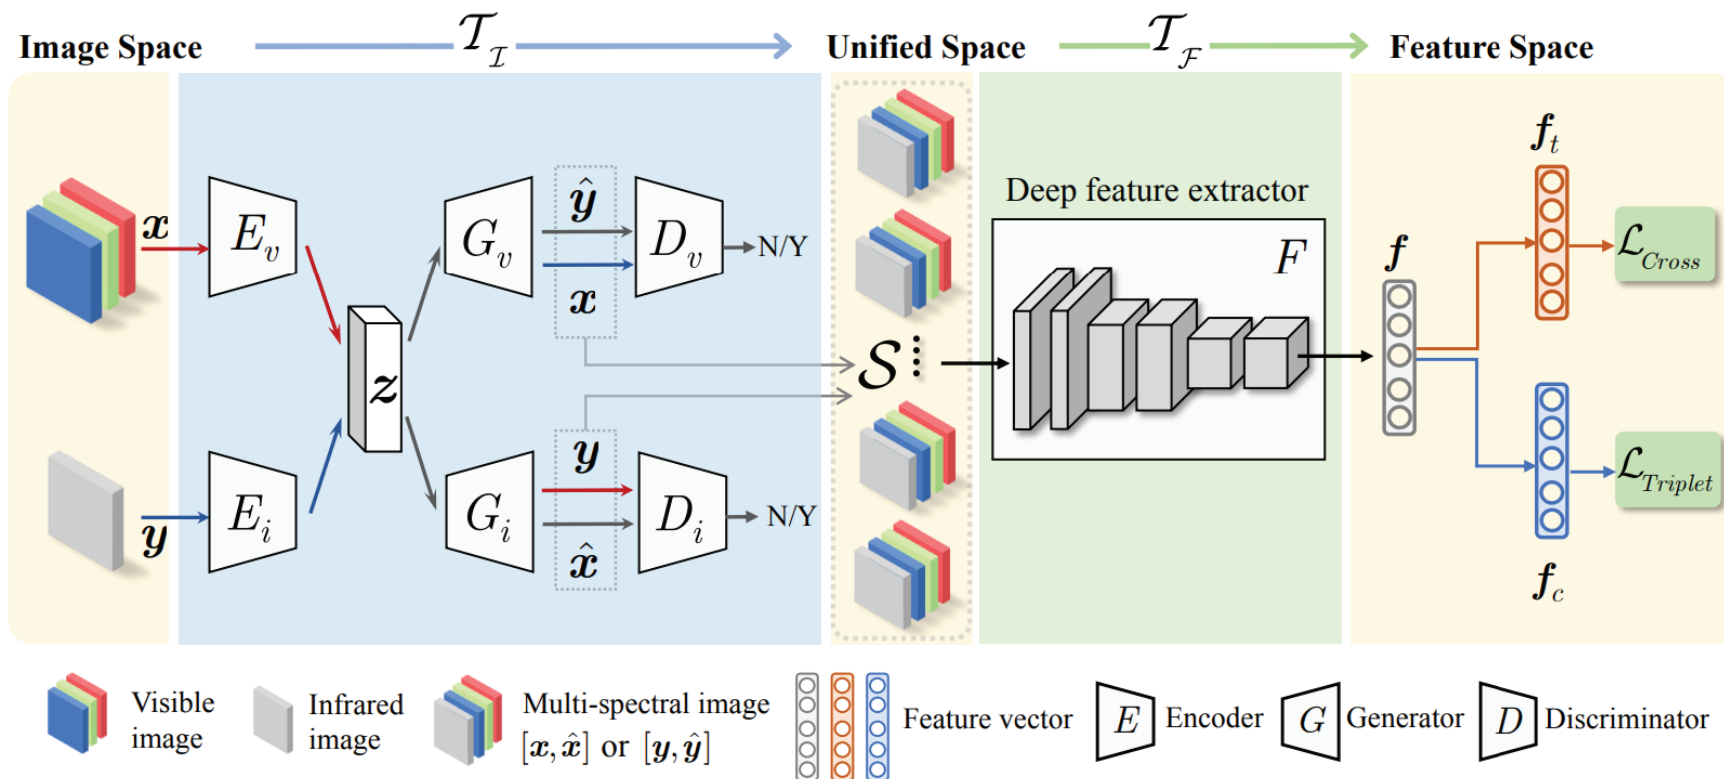 Image Space
𝒯_ℐ
Unified Space
𝒯_ℱ
Feature Space
x
E_v
z
G_v
ŷ
x
D_v
N/Y
y
E_i
G_i
y
x̂
D_i
N/Y
𝒮
Deep feature extractor
F
f
f_t
ℒ_Cross
f_c
ℒ_Triplet
Visible
image
Infrared
image
Multi-spectral image
[x, x̂] or [y, ŷ]
Feature vector
E
Encoder
G
Generator
D
Discriminator